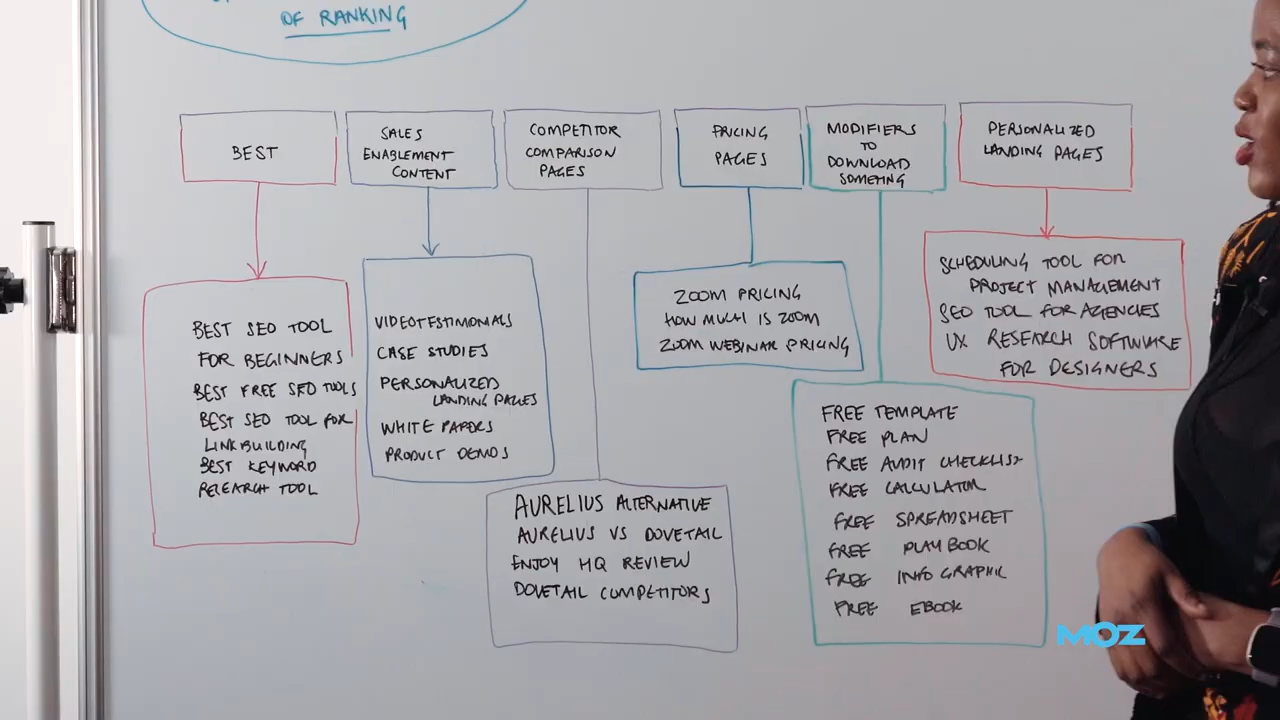 OF RANKING
BEST
SALES
ENABLEMENT
CONTENT
COMPETITOR
COMPARISON
PAGES
PRICING
PAGES
MODIFIERS
TO
DOWNLOAD
SOMETING
PERSONALIZED
LANDING PAGES
BEST SEO TOOL
FOR BEGINNERS
BEST FREE SEO TOOLS
BEST SEO TOOL FOR
LINKBUILDING
BEST KEYWORD
RESEARCH TOOL
VIDEOTESTIMONIALS
CASE STUDIES
PERSONALIZED
LANDING PAGES
WHITE PAPERS
PRODUCT DEMOS
AURELIUS ALTERNATIVE
AURELIUS VS DOVETAIL
ENJOY HQ REVIEW
DOVETAIL COMPETITORS
ZOOM PRICING
HOW MUCH IS ZOOM
ZOOM WEBINAR PRICING
FREE TEMPLATE
FREE PLAN
FREE AUDIT CHECKLIST
FREE CALCULATOR
FREE SPREADSHEET
FREE PLAYBOOK
FREE INFOGRAPHIC
FREE EBOOK
SCHEDULING TOOL FOR
PROJECT MANAGEMENT
SEO TOOL FOR AGENCIES
UX RESEARCH SOFTWARE
FOR DESIGNERS
MOZ